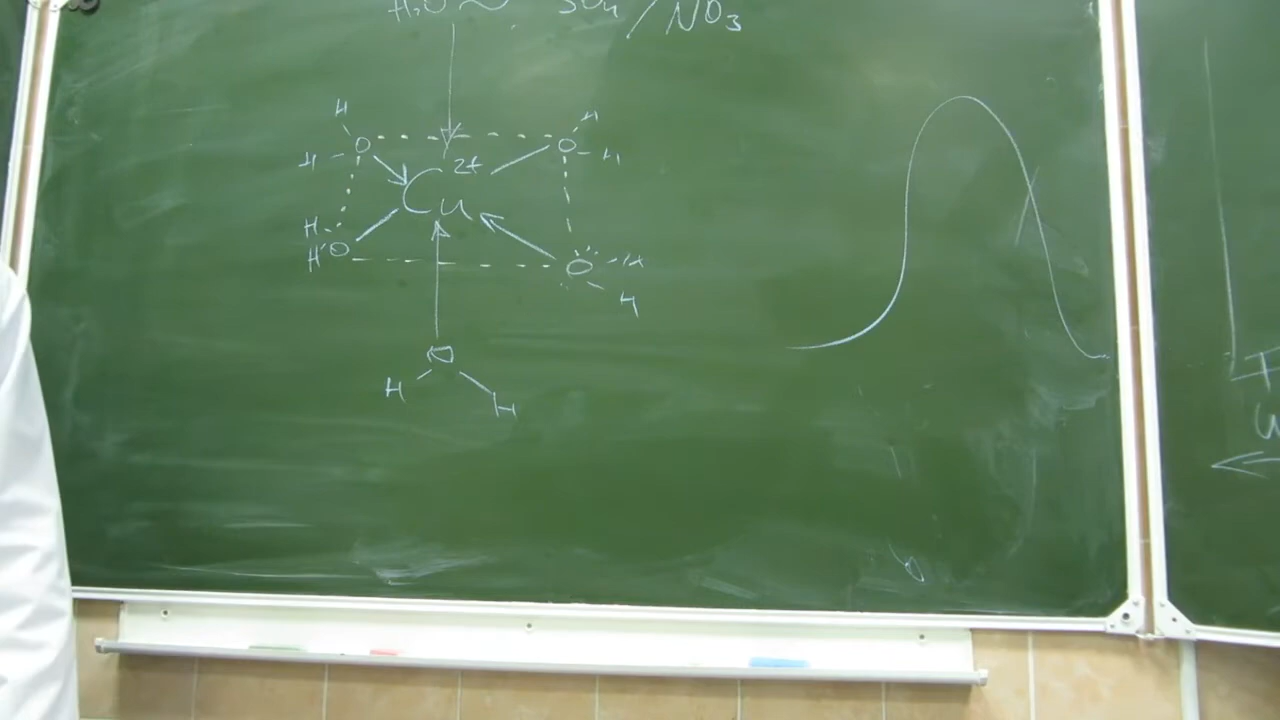 H₂O ~ SO₄ / NO₃
H H
H O O H
2+
Cu
H
H O O H
H
O
H H